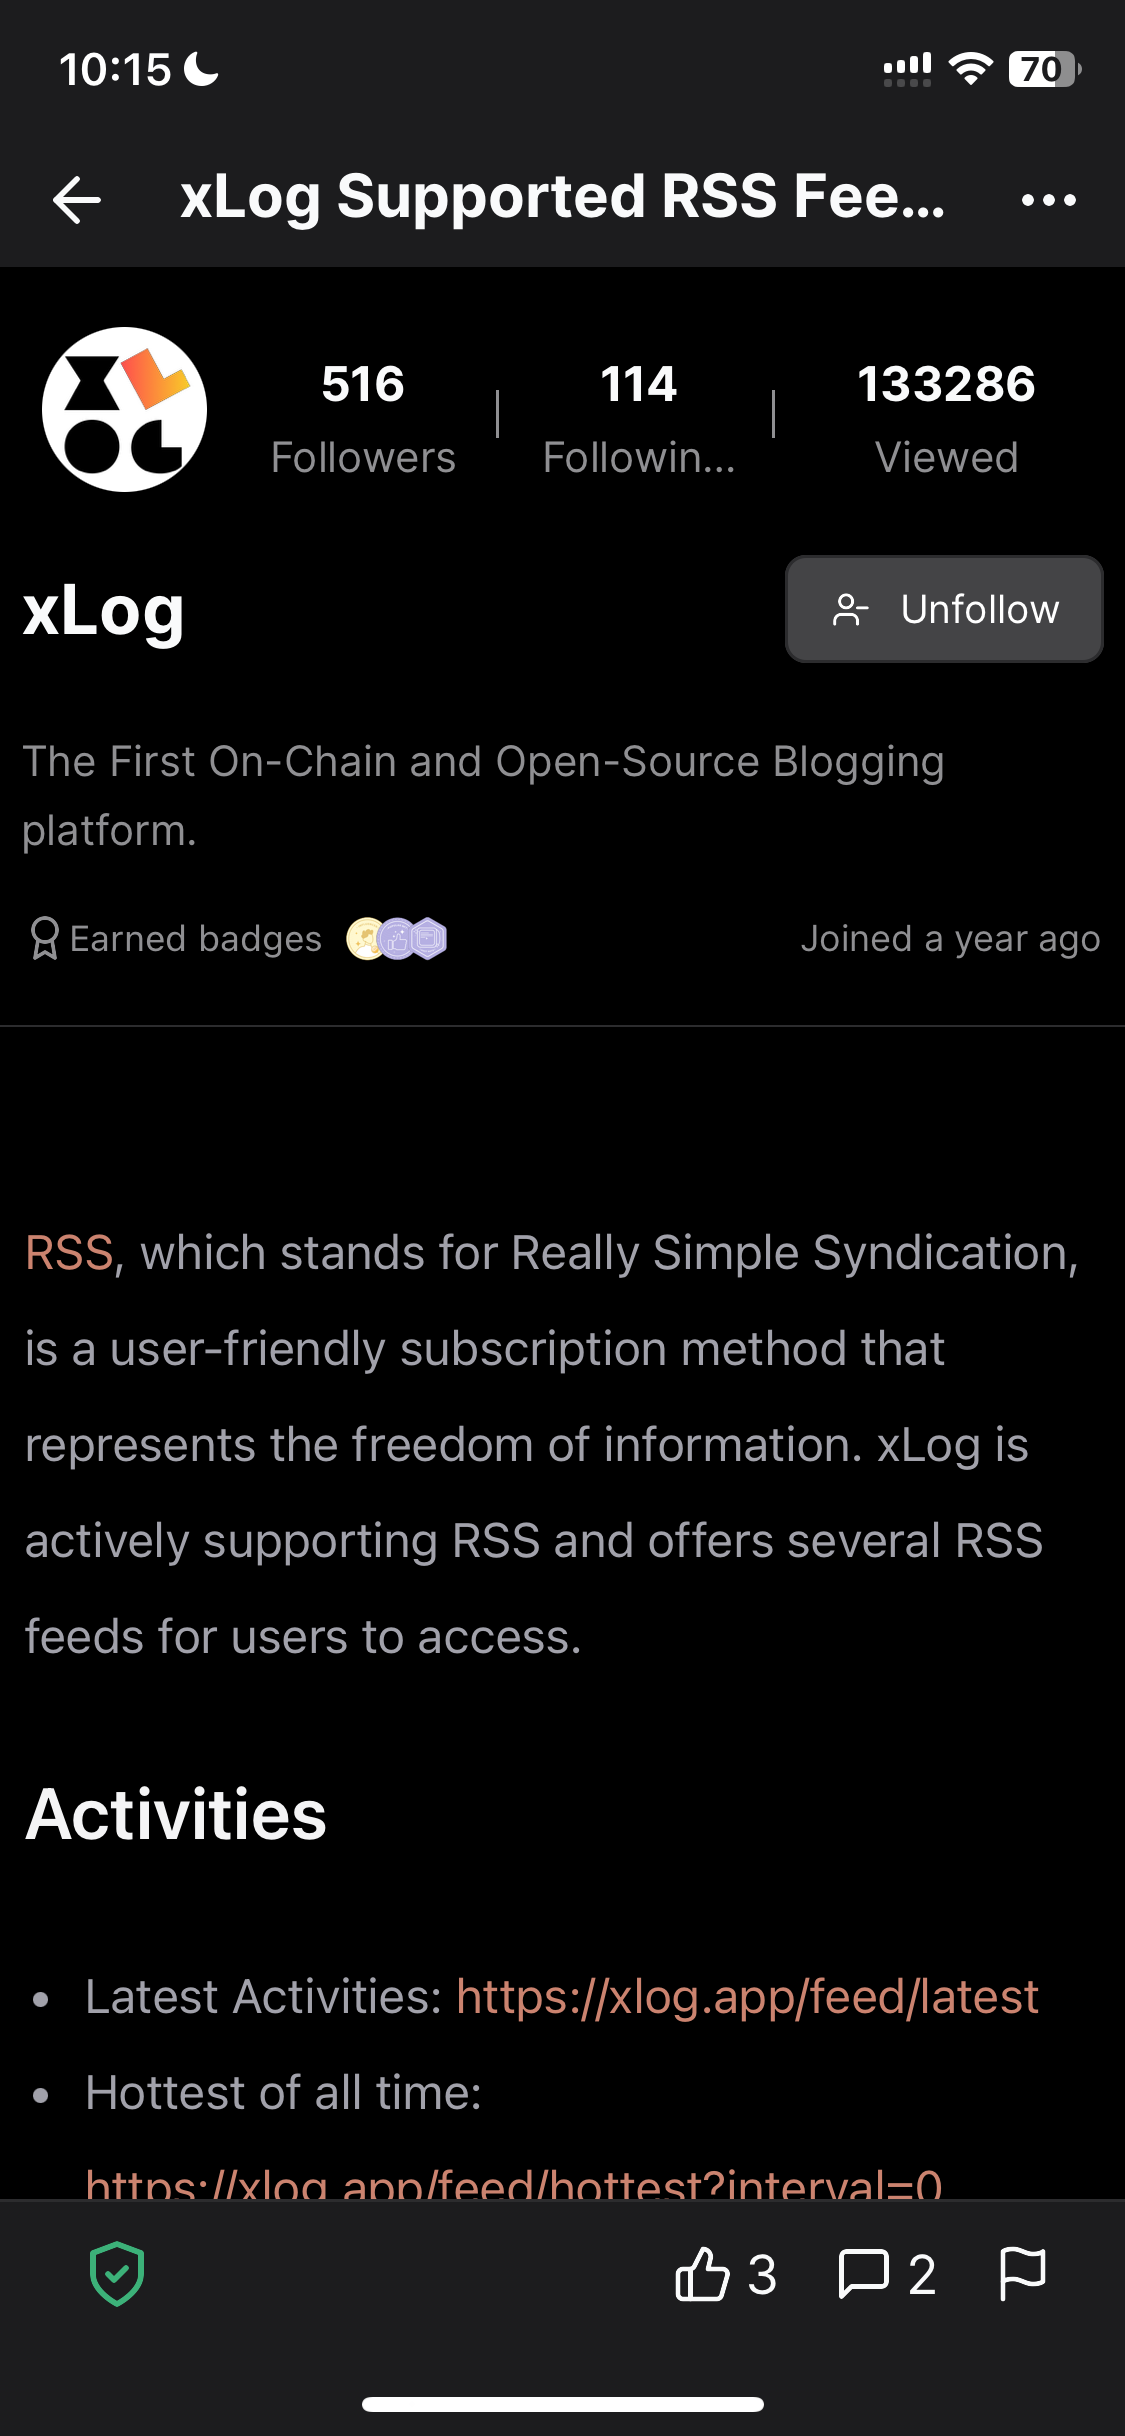 10:15
70
xLog Supported RSS Fee...
516
Followers
114
Followin...
133286
Viewed
xLog
Unfollow
The First On-Chain and Open-Source Blogging
platform.
Earned badges
Joined a year ago
RSS, which stands for Really Simple Syndication,
is a user-friendly subscription method that
represents the freedom of information. xLog is
actively supporting RSS and offers several RSS
feeds for users to access.
Activities
• Latest Activities: https://xlog.app/feed/latest
• Hottest of all time:
https://xlog.app/feed/hottest?interval=0
3
2